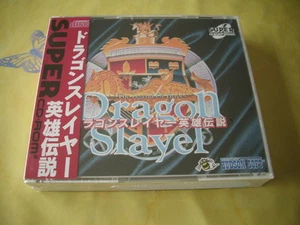 ドラゴンスレイヤー
英雄伝説
SUPER
CD-ROM²
SUPER
Dragon
ドラゴンスレイヤー英雄伝説
Slayer
HUDSON SOFT